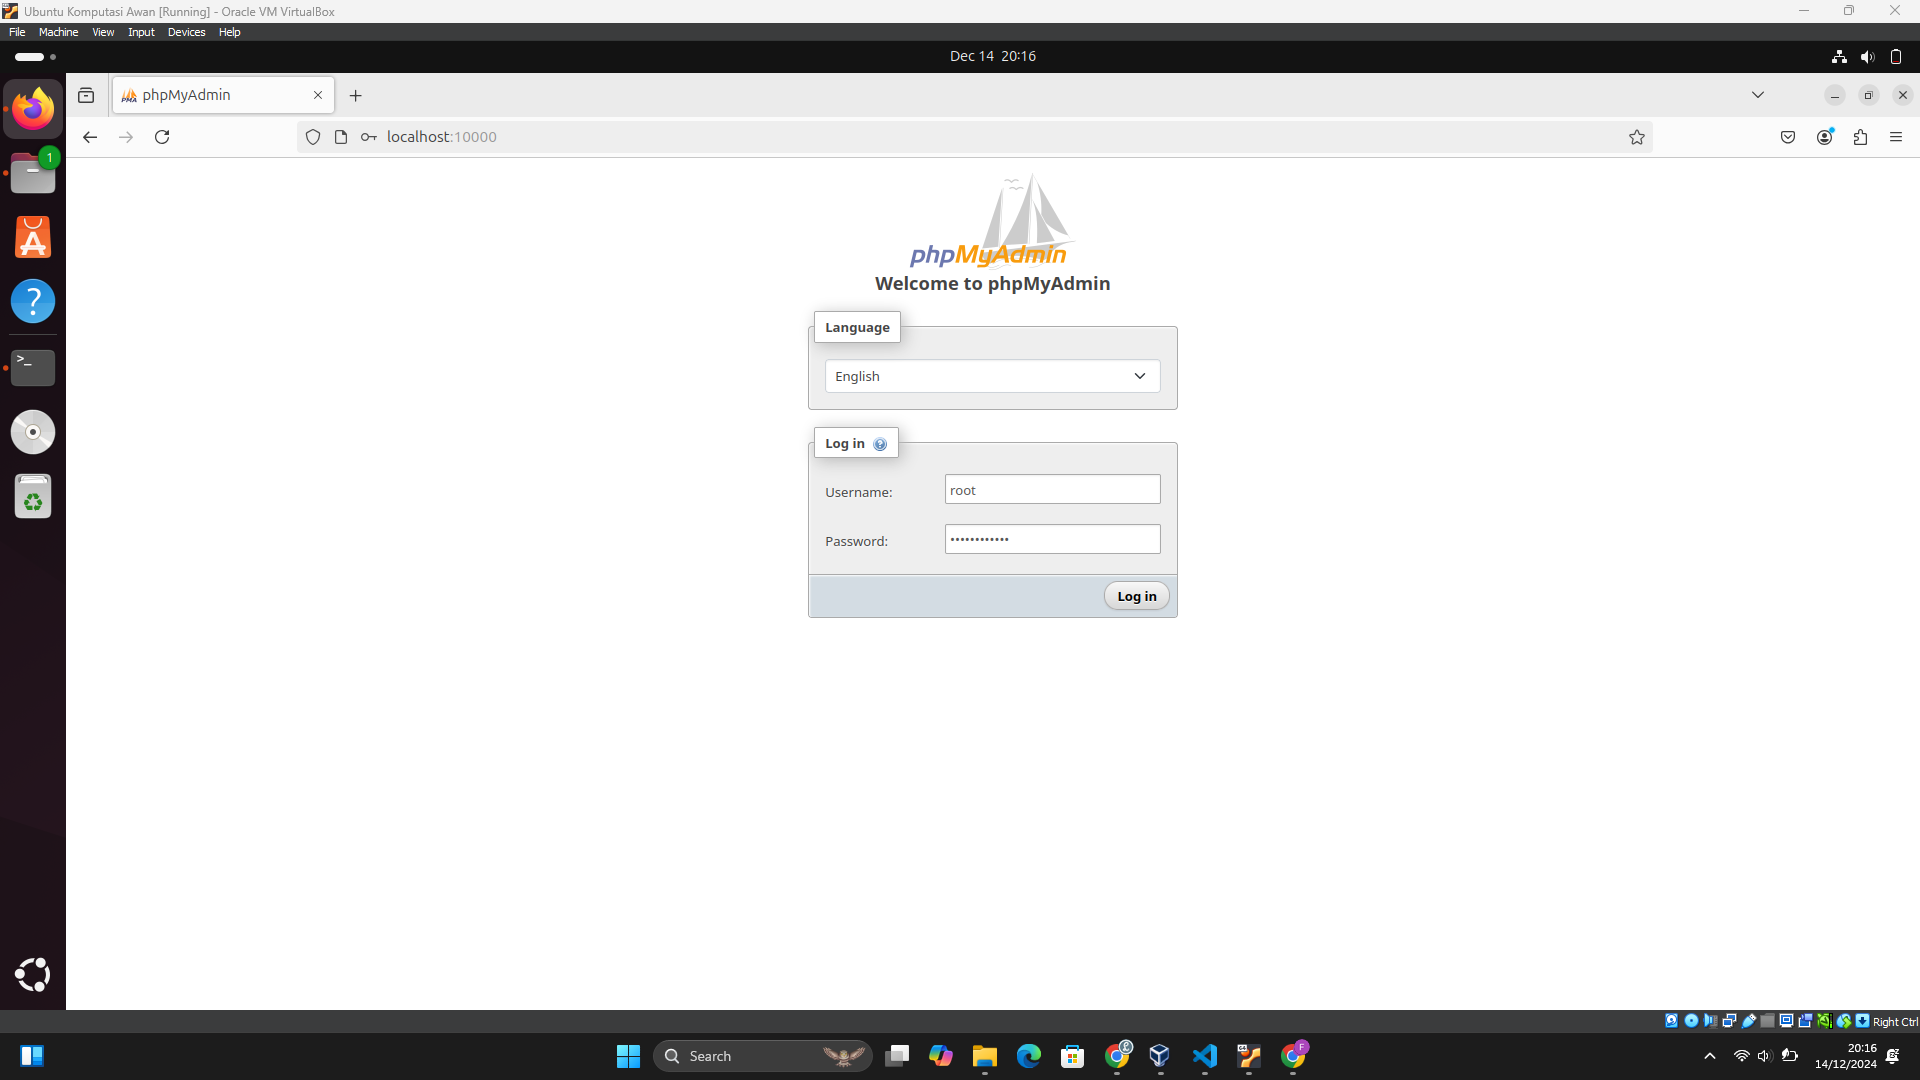 Ubuntu Komputasi Awan [Running] - Oracle VM VirtualBox
File Machine View Input Devices Help
Dec 14 20:16
phpMyAdmin
localhost:10000
1
phpMyAdmin
Welcome to phpMyAdmin
Language
English
Log in
Username: root
Password: ••••••••••••
Log in
Right Ctrl
Search
20:16
14/12/2024